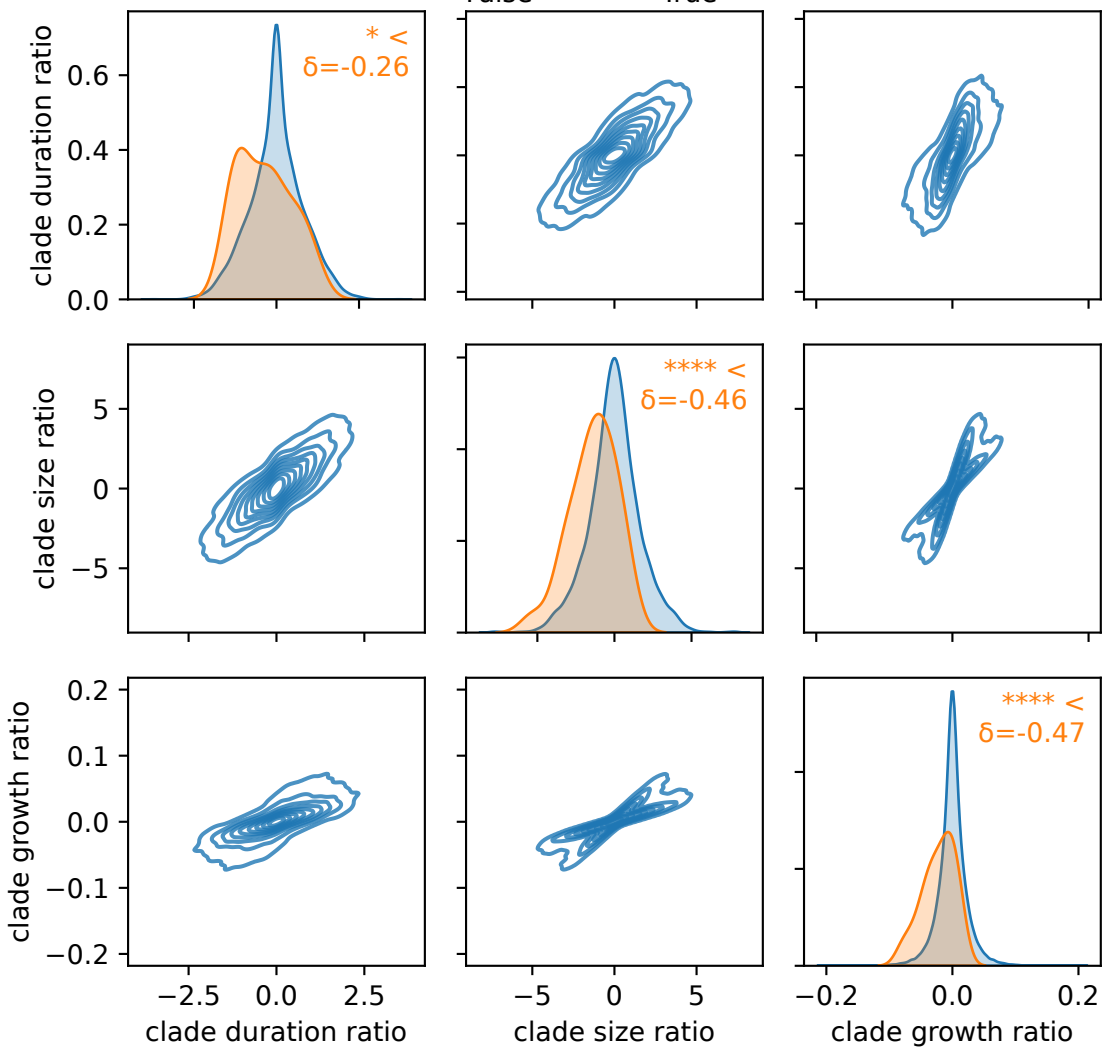 clade duration ratio
0.6
0.4
0.2
0.0
* <
δ=-0.26
clade size ratio
5
0
−5
**** <
δ=-0.46
clade growth ratio
0.2
0.1
0.0
−0.1
−0.2
**** <
δ=-0.47
−2.5 0.0 2.5
−5 0 5
−0.2 0.0 0.2
clade duration ratio
clade size ratio
clade growth ratio